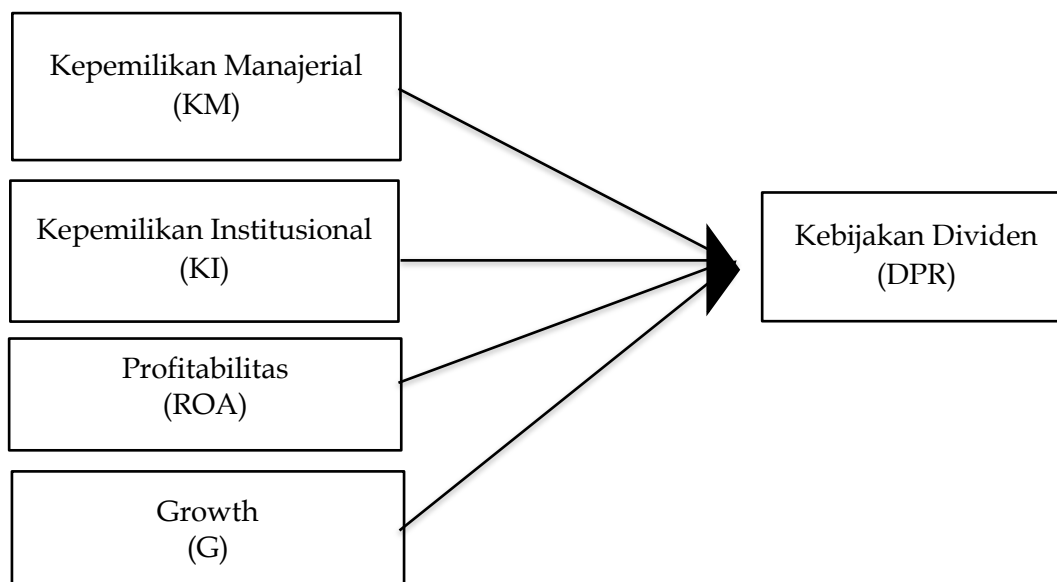 Kepemilikan Manajerial
(KM)
Kepemilikan Institusional
(KI)
Profitabilitas
(ROA)
Growth
(G)
Kebijakan Dividen
(DPR)